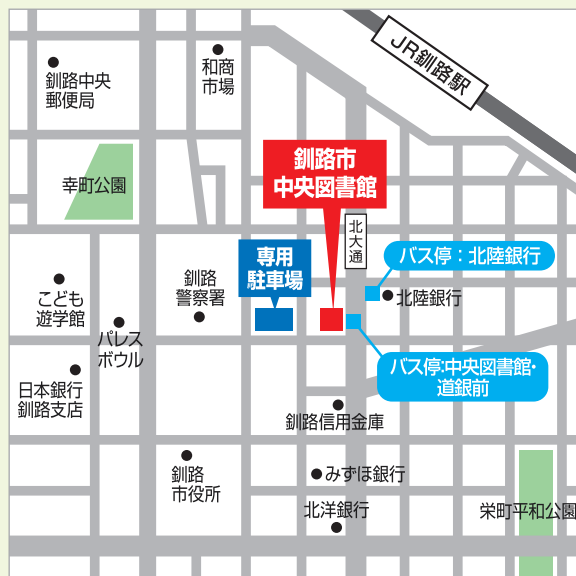 JR釧路駅
釧路中央
郵便局
和商
市場
釧路市
中央図書館
幸町公園
北大通
専用
駐車場
バス停：北陸銀行
北陸銀行
こども
遊学館
釧路
警察署
パレス
ボウル
バス停:中央図書館・
道銀前
日本銀行
釧路支店
釧路信用金庫
釧路
市役所
みずほ銀行
北洋銀行
栄町平和公園